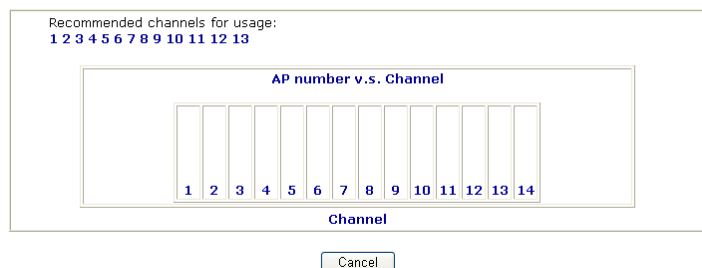 Recommended channels for usage:
1 2 3 4 5 6 7 8 9 10 11 12 13
AP number v.s. Channel
1 2 3 4 5 6 7 8 9 10 11 12 13 14
Channel
Cancel